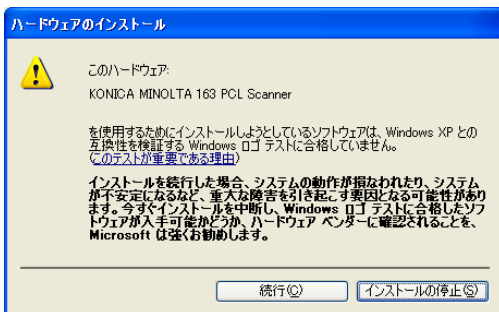 ハードウェアのインストール
このハードウェア:
KONICA MINOLTA 163 PCL Scanner
を使用するためにインストールしようとしているソフトウェアは、Windows XP との
互換性を検証する Windows ロゴ テストに合格していません。
(このテストが重要である理由)
インストールを続行した場合、システムの動作が損なわれたり、システム
が不安定になるなど、重大な障害を引き起こす要因となる可能性があり
ます。今すぐインストールを中断し、Windows ロゴ テストに合格したソフ
トウェアが入手可能かどうか、ハードウェア ベンダーに確認されることを、
Microsoft は強くお勧めします。
続行(C)
インストールの停止(S)